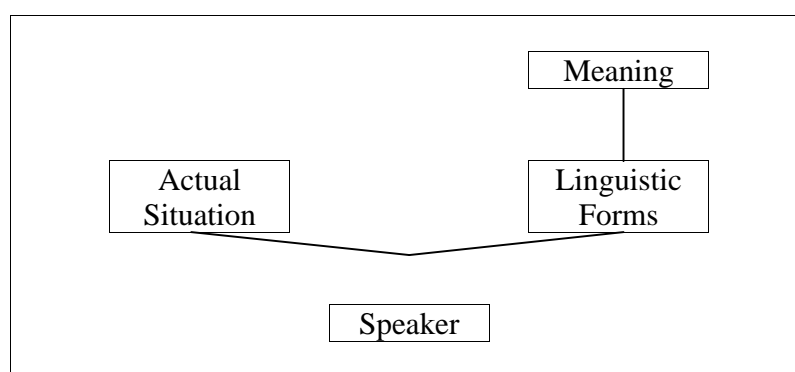 Meaning
Actual
Situation
Linguistic
Forms
Speaker